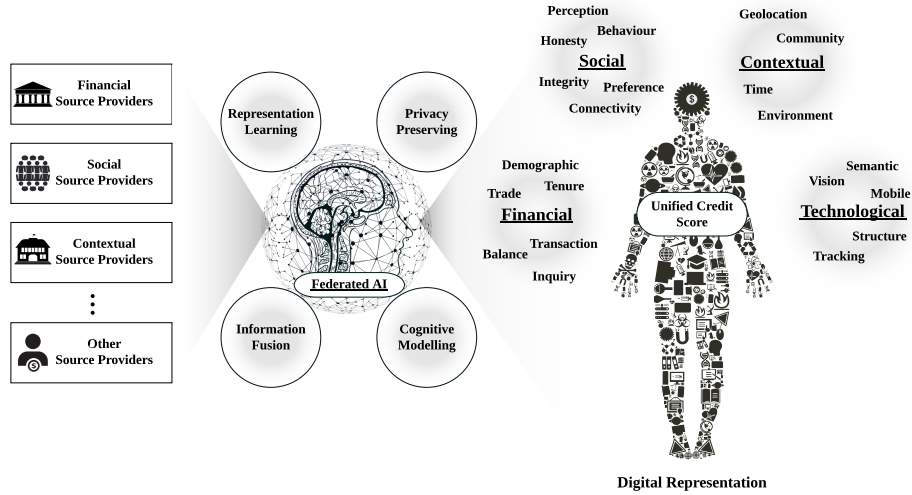 Financial
Source Providers
Social
Source Providers
Contextual
Source Providers
Other
Source Providers
Representation
Learning
Privacy
Preserving
Federated AI
Information
Fusion
Cognitive
Modelling
Perception
Behaviour
Honesty
Social
Integrity
Preference
Connectivity
Geolocation
Community
Contextual
Time
Environment
Demographic
Tenure
Trade
Financial
Transaction
Balance
Inquiry
Unified Credit
Score
Semantic
Vision
Mobile
Technological
Structure
Tracking
Digital Representation